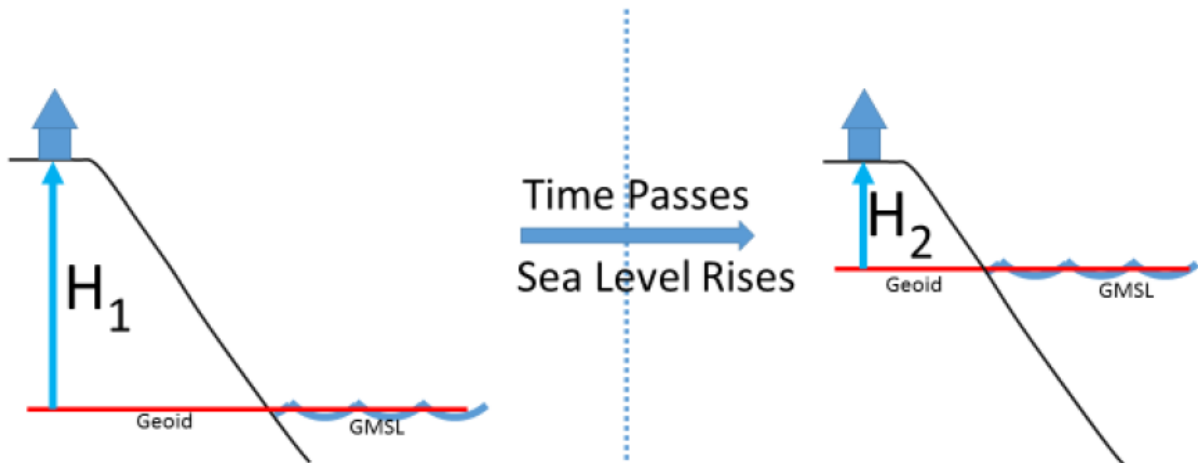 H1
Geoid
GMSL
Time Passes
Sea Level Rises
H2
Geoid
GMSL